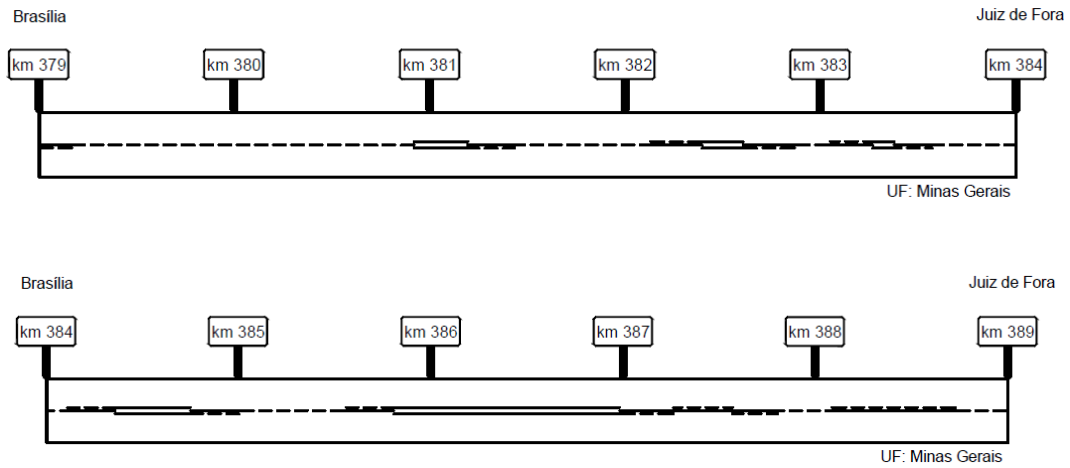 Brasília Juiz de Fora
km 379 km 380 km 381 km 382 km 383 km 384
UF: Minas Gerais
Brasília Juiz de Fora
km 384 km 385 km 386 km 387 km 388 km 389
UF: Minas Gerais